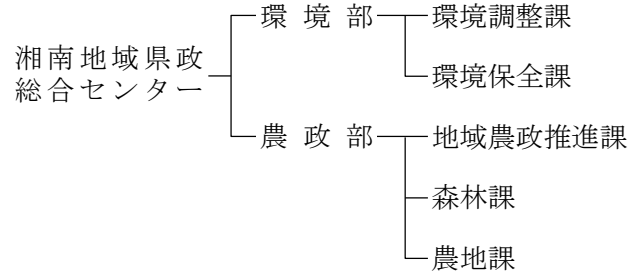 湘南地域県政
総合センター
環境部
環境調整課
環境保全課
農政部
地域農政推進課
森林課
農地課